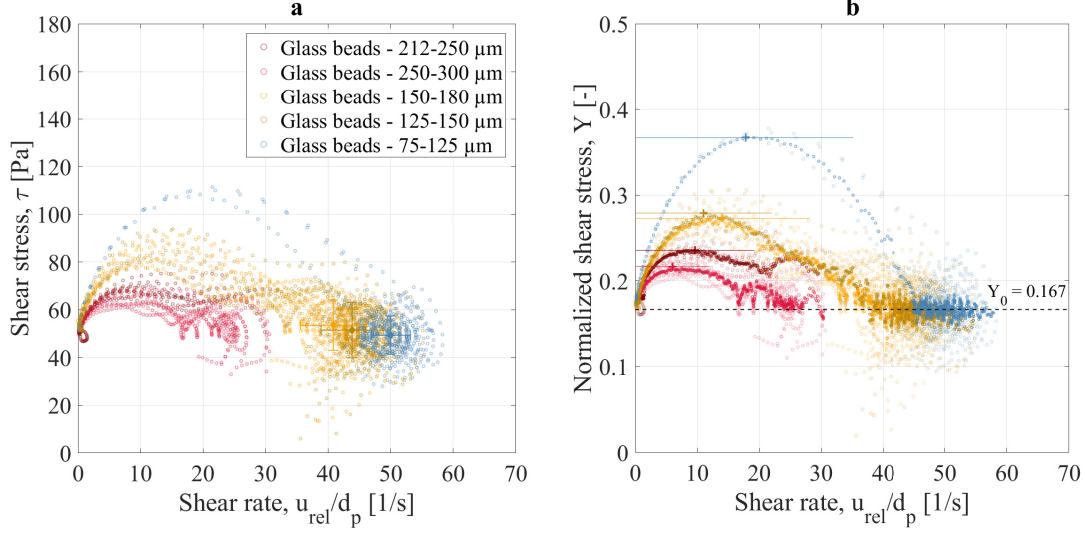 a
Shear stress, τ [Pa]
180
160
140
120
100
80
60
40
20
0
Glass beads - 212-250 µm
Glass beads - 250-300 µm
Glass beads - 150-180 µm
Glass beads - 125-150 µm
Glass beads - 75-125 µm
0 10 20 30 40 50 60 70
Shear rate, u_rel/d_p [1/s]
b
Normalized shear stress, Y [-]
0.5
0.4
0.3
0.2
0.1
0
Y_0 = 0.167
0 10 20 30 40 50 60 70
Shear rate, u_rel/d_p [1/s]